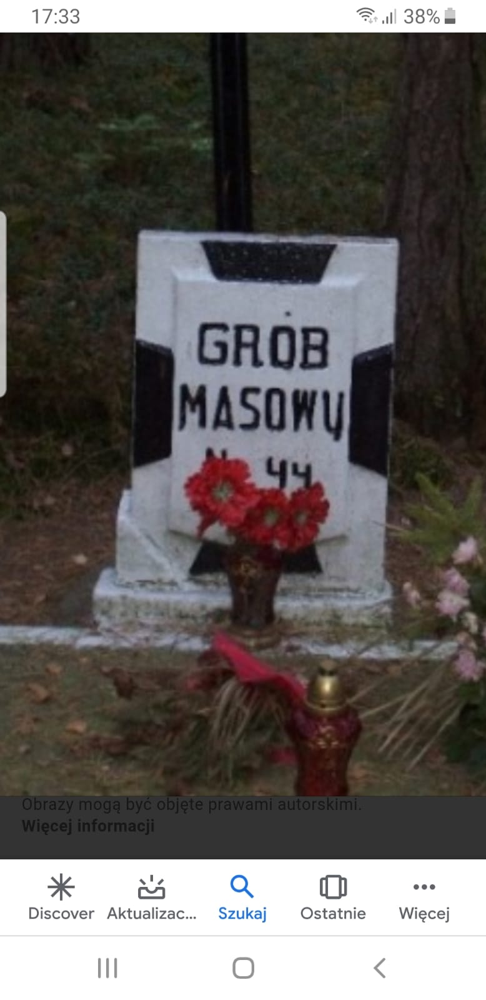 17:33
38%
GRÓB
MASOWY
Nr 44
Obrazy mogą być objęte prawami autorskimi.
Więcej informacji
Discover
Aktualizac...
Szukaj
Ostatnie
Więcej